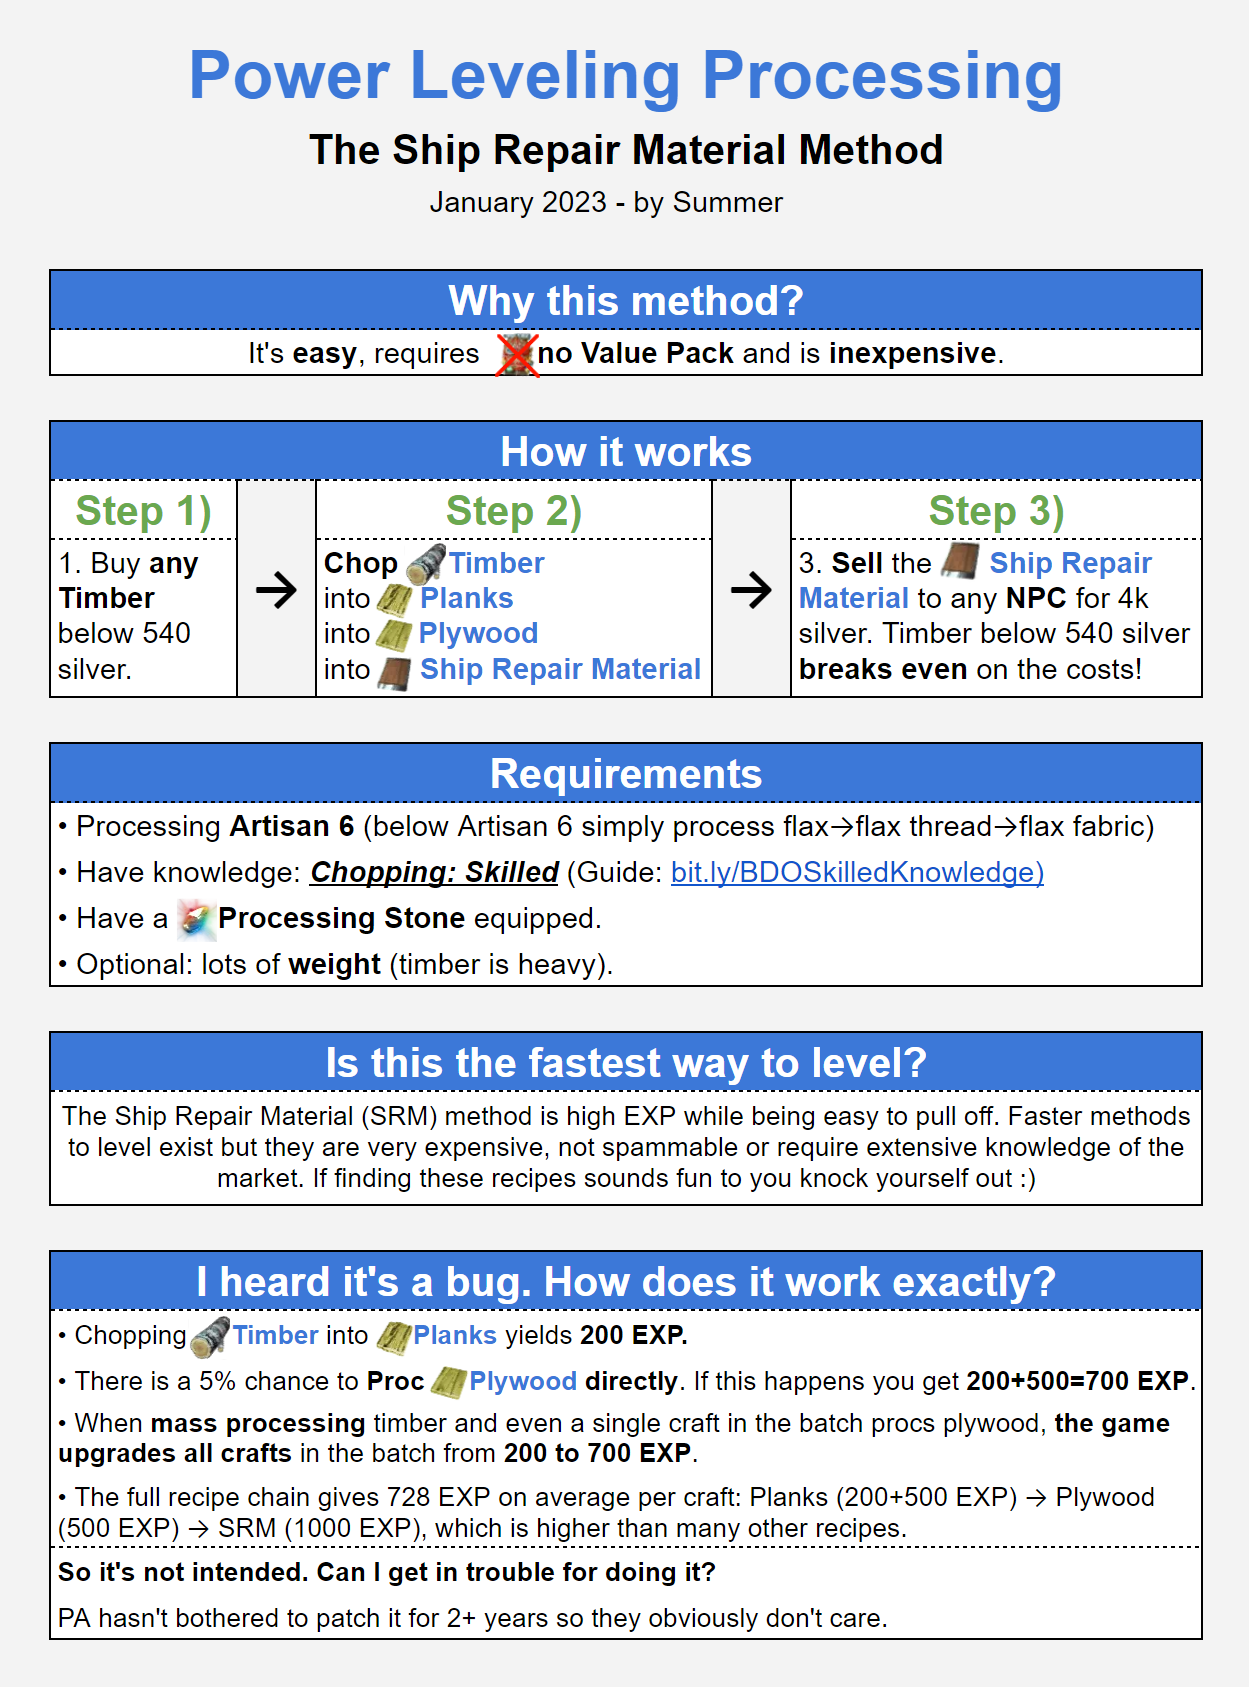 Power Leveling Processing
The Ship Repair Material Method
January 2023 - by Summer
Why this method?
It's easy, requires no Value Pack and is inexpensive.
How it works
Step 1)
1. Buy any
Timber
below 540
silver.
→
Step 2)
Chop Timber
into Planks
into Plywood
into Ship Repair Material
→
Step 3)
3. Sell the Ship Repair
Material to any NPC for 4k
silver. Timber below 540 silver
breaks even on the costs!
Requirements
• Processing Artisan 6 (below Artisan 6 simply process flax→flax thread→flax fabric)
• Have knowledge: Chopping: Skilled (Guide: bit.ly/BDOSkilledKnowledge)
• Have a Processing Stone equipped.
• Optional: lots of weight (timber is heavy).
Is this the fastest way to level?
The Ship Repair Material (SRM) method is high EXP while being easy to pull off. Faster methods
to level exist but they are very expensive, not spammable or require extensive knowledge of the
market. If finding these recipes sounds fun to you knock yourself out :)
I heard it's a bug. How does it work exactly?
• Chopping Timber into Planks yields 200 EXP.
• There is a 5% chance to Proc Plywood directly. If this happens you get 200+500=700 EXP.
• When mass processing timber and even a single craft in the batch procs plywood, the game
upgrades all crafts in the batch from 200 to 700 EXP.
• The full recipe chain gives 728 EXP on average per craft: Planks (200+500 EXP) → Plywood
(500 EXP) → SRM (1000 EXP), which is higher than many other recipes.
So it's not intended. Can I get in trouble for doing it?
PA hasn't bothered to patch it for 2+ years so they obviously don't care.